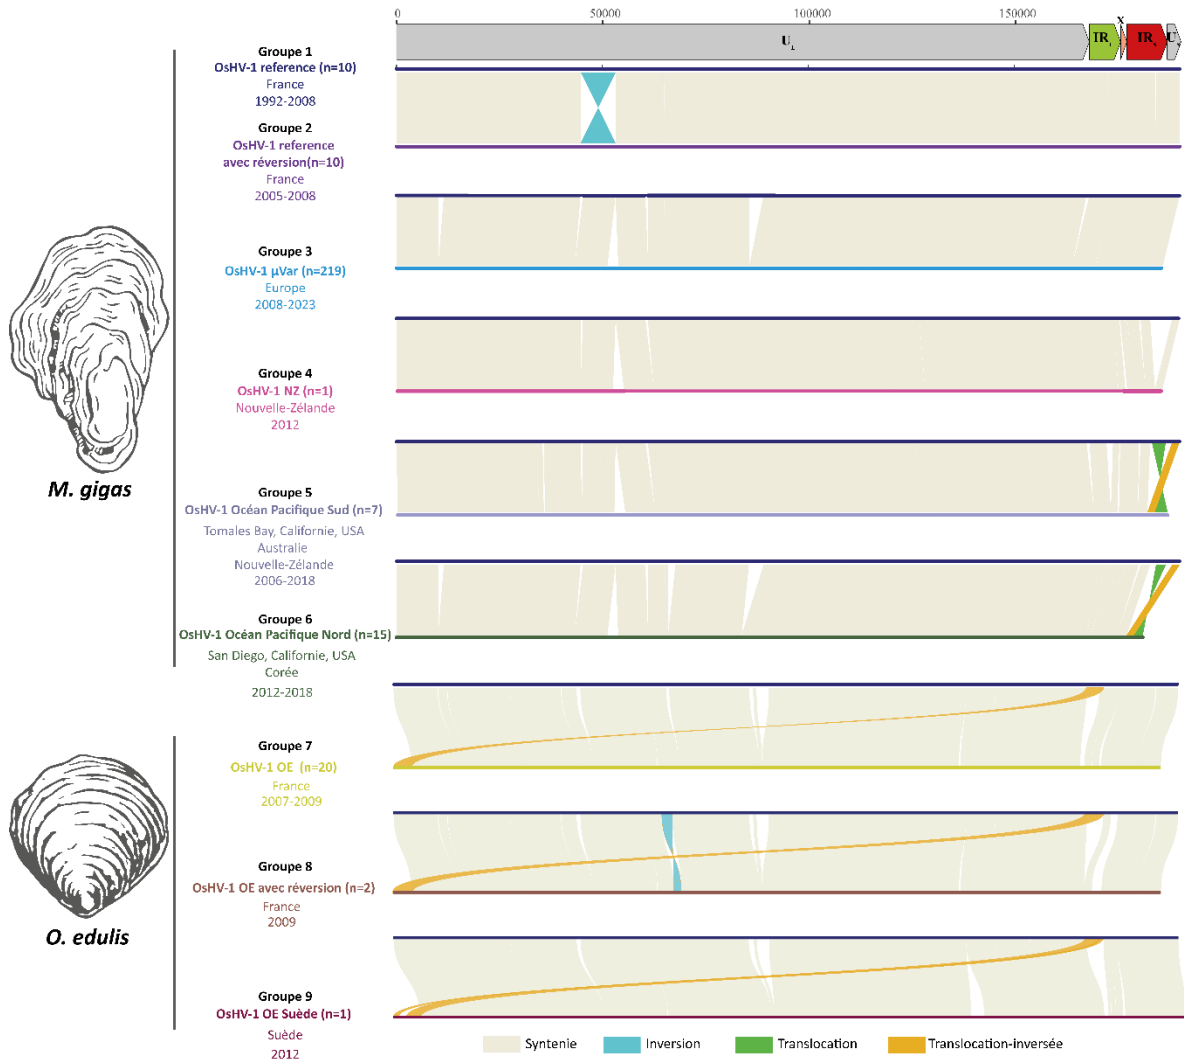 0 50000 100000 150000
X
U_L IR_L IR_S U_S
Groupe 1
OsHV-1 reference (n=10)
France
1992-2008
Groupe 2
OsHV-1 reference
avec réversion(n=10)
France
2005-2008
Groupe 3
OsHV-1 µVar (n=219)
Europe
2008-2023
Groupe 4
OsHV-1 NZ (n=1)
Nouvelle-Zélande
2012
M. gigas
Groupe 5
OsHV-1 Océan Pacifique Sud (n=7)
Tomales Bay, Californie, USA
Australie
Nouvelle-Zélande
2006-2018
Groupe 6
OsHV-1 Océan Pacifique Nord (n=15)
San Diego, Californie, USA
Corée
2012-2018
Groupe 7
OsHV-1 OE (n=20)
France
2007-2009
Groupe 8
OsHV-1 OE avec réversion (n=2)
France
2009
O. edulis
Groupe 9
OsHV-1 OE Suède (n=1)
Suède
2012
Syntenie Inversion Translocation Translocation-inversée